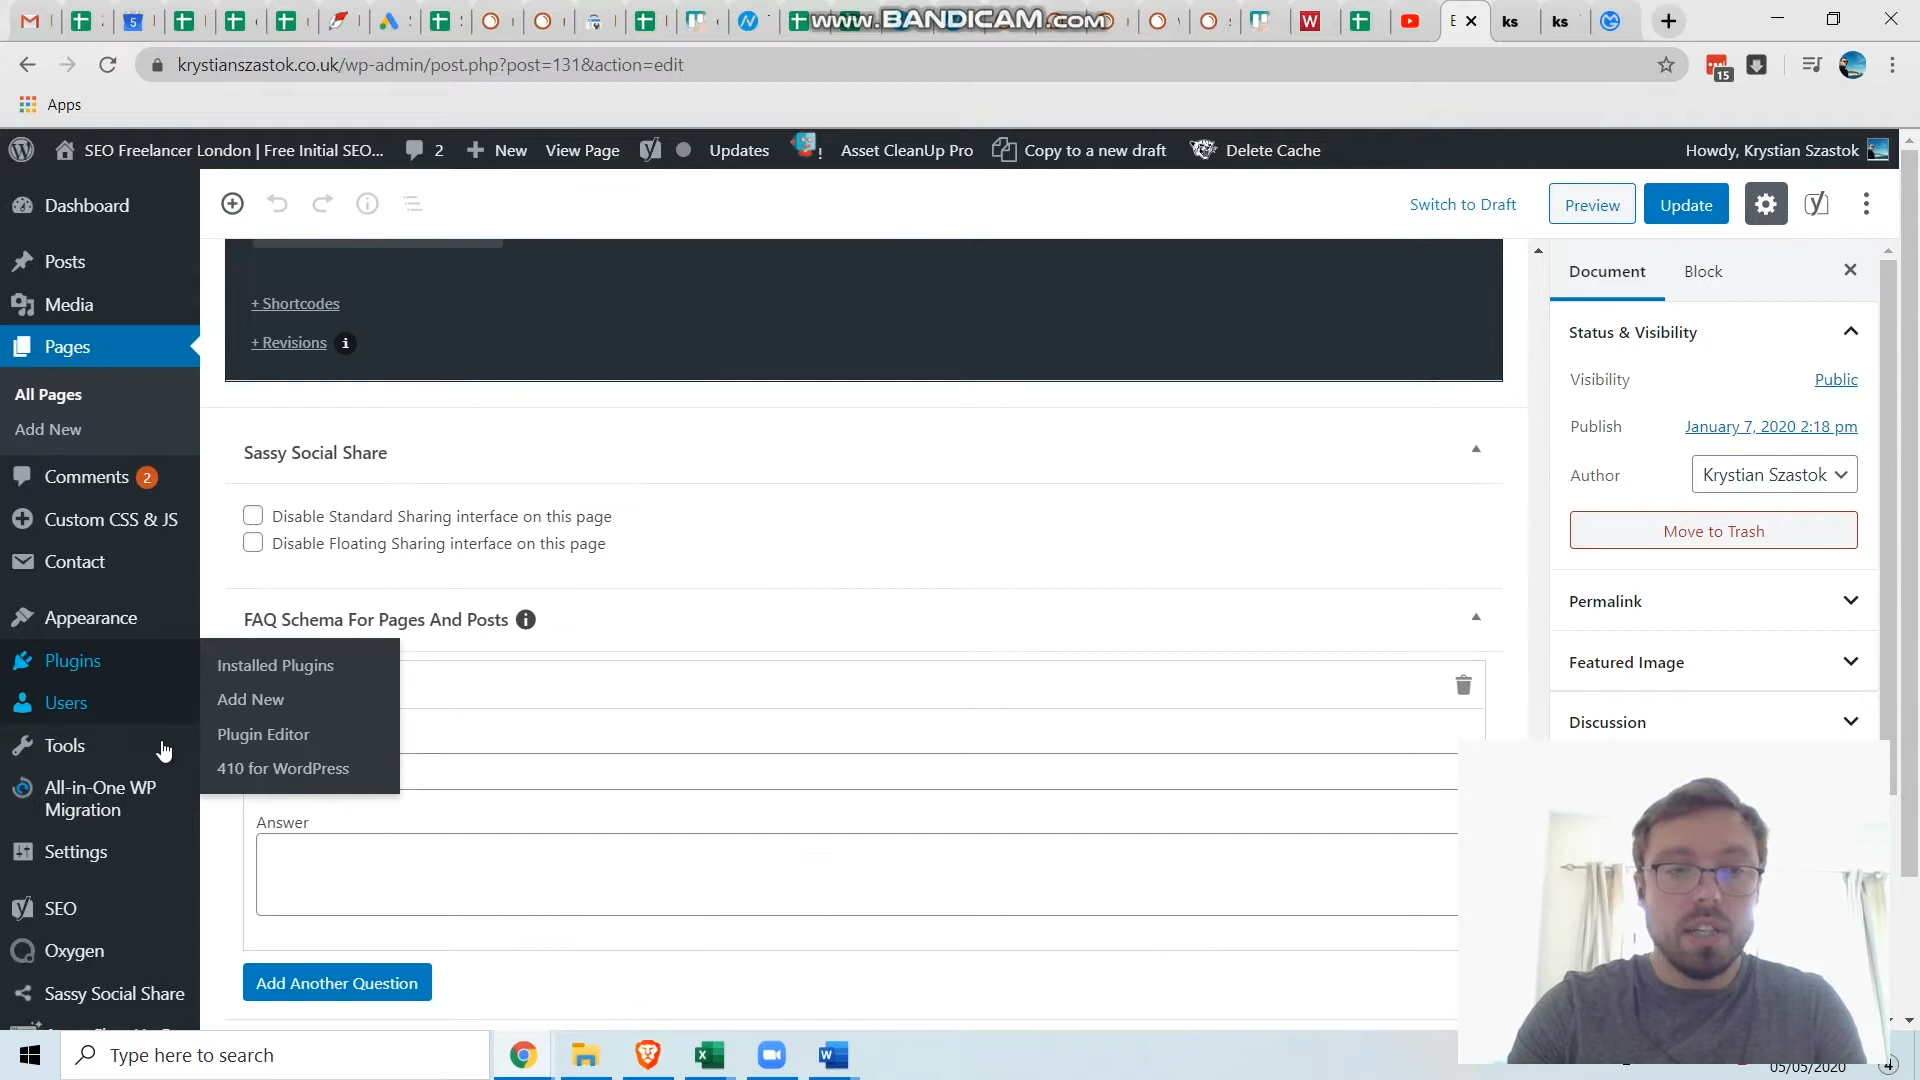 www.BANDICAM.com
krystianszastok.co.uk/wp-admin/post.php?post=131&action=edit
15
Apps
SEO Freelancer London | Free Initial SEO...
2
New
View Page
Updates
Asset CleanUp Pro
Copy to a new draft
Delete Cache
Howdy, Krystian Szastok
Dashboard
Posts
Media
Pages
All Pages
Add New
Comments 2
Custom CSS & JS
Contact
Appearance
Plugins
Users
Tools
All-in-One WP
Migration
Settings
SEO
Oxygen
Sassy Social Share
Installed Plugins
Add New
Plugin Editor
410 for WordPress
Switch to Draft
Preview
Update
+ Shortcodes
+ Revisions
Sassy Social Share
Disable Standard Sharing interface on this page
Disable Floating Sharing interface on this page
FAQ Schema For Pages And Posts
Answer
Add Another Question
Document
Block
Status & Visibility
Visibility
Public
Publish
January 7, 2020 2:18 pm
Author
Krystian Szastok
Move to Trash
Permalink
Featured Image
Discussion
Type here to search
05/05/2020
4